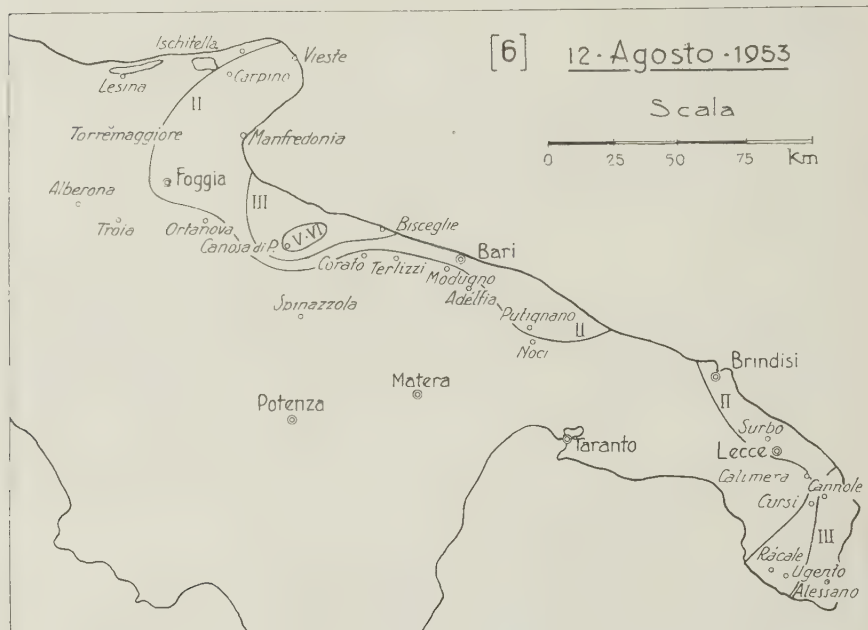 [6] 12·Agosto·1953
Scala
0 25 50 75 km
Ischitella
Vieste
Lesina
Carpino
II
Torremaggiore
Manfredonia
Foggia
Alberona
III
Troia
Ortanova
Bisceglie
Canosa di P.
V-VI
Bari
Corato
Terlizzi
Modugno
Adelfia
Spinazzola
Putignano
II
Noci
Brindisi
Matera
Potenza
II
Surbo
Taranto
Lecce
Calimera
Cannole
Cursi
III
Racale
Ugento
Alessano